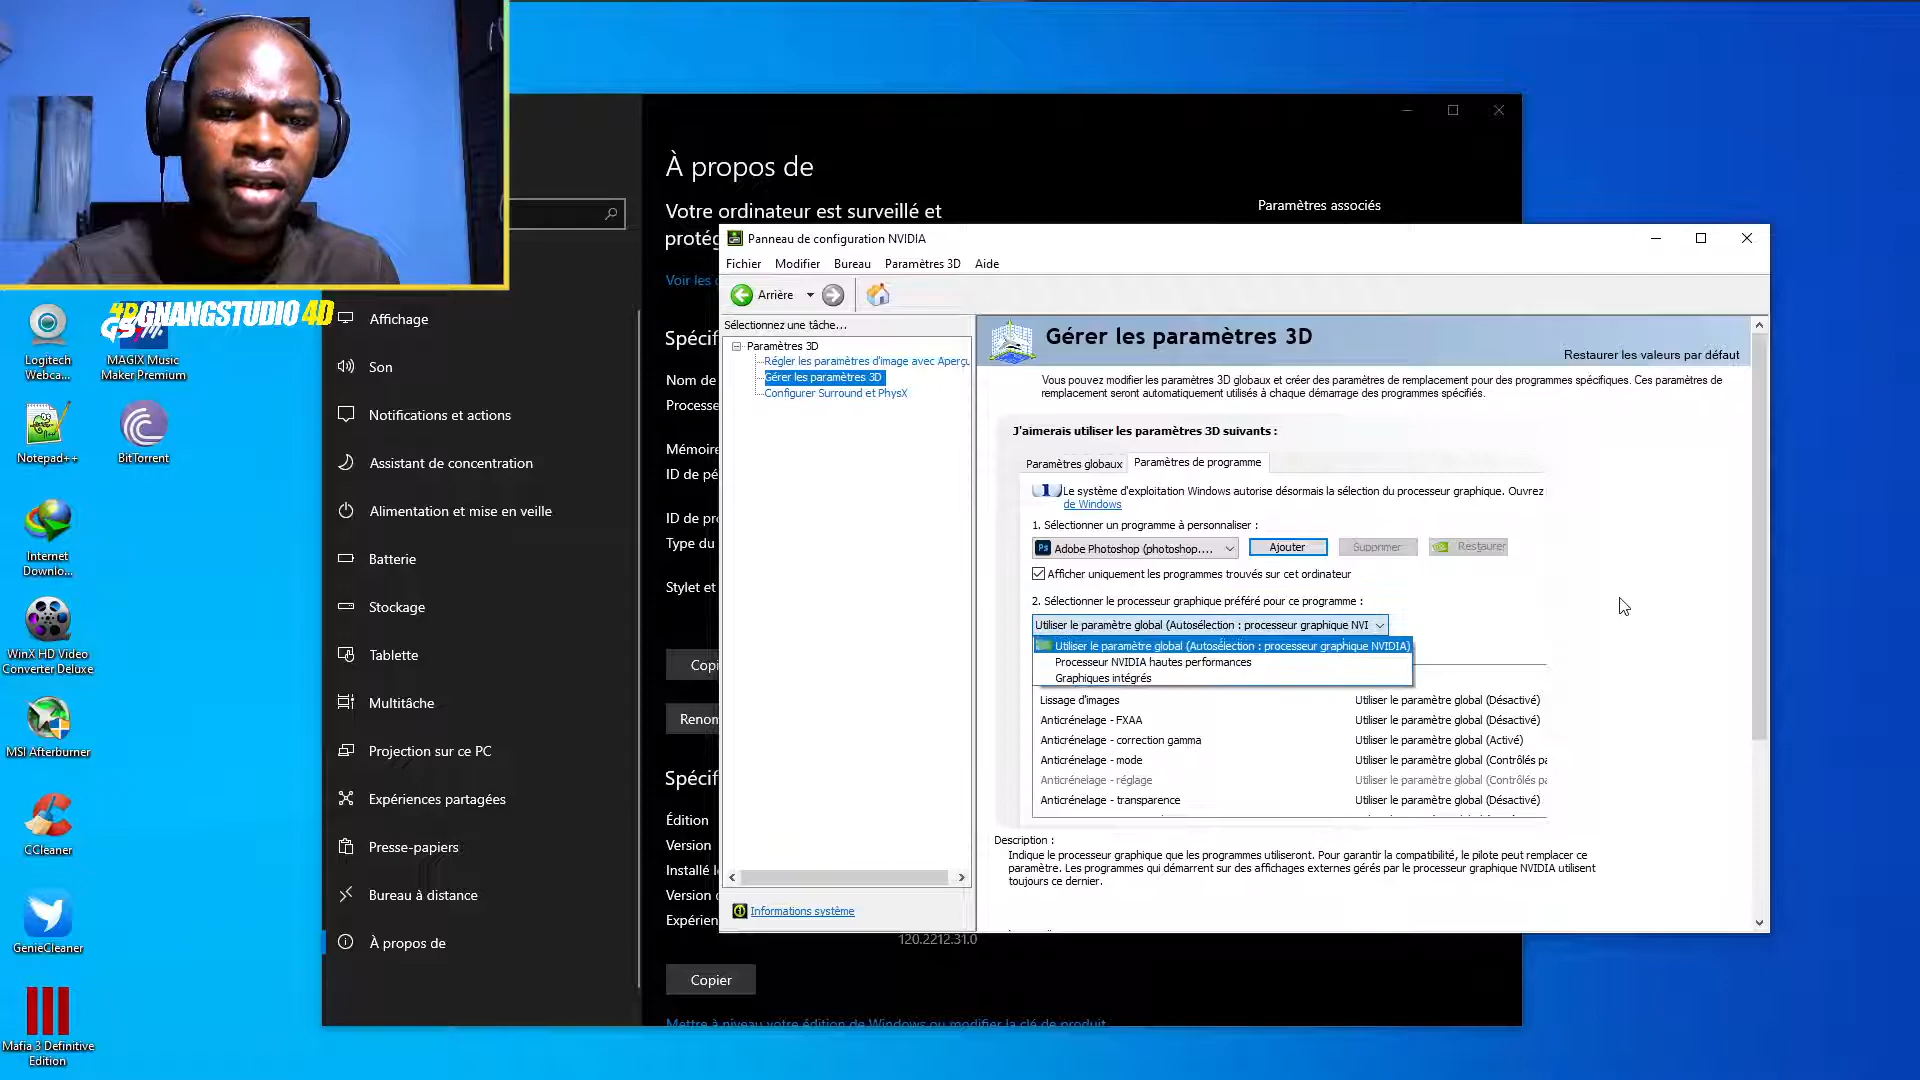 À propos de
Votre ordinateur est surveillé et
protég
Voir les
Paramètres associés
Affichage
Son
Notifications et actions
Assistant de concentration
Alimentation et mise en veille
Batterie
Stockage
Tablette
Multitâche
Projection sur ce PC
Expériences partagées
Presse-papiers
Bureau à distance
À propos de
Spécif
Nom de
Processe
Mémoire
ID de pé
ID de pr
Type du
Stylet et
Copi
Renom
Spécif
Édition
Version
Installé l
Version
Expérien
120.2212.31.0
Copier
Mettre à niveau votre édition de Windows ou modifier la clé de produit
4D GNANGSTUDIO 4D
GS
Logitech
Webca...
MAGIX Music
Maker Premium
Notepad++
BitTorrent
Internet
Downlo...
WinX HD Video
Converter Deluxe
MSI Afterburner
CCleaner
GenieCleaner
Mafia 3 Definitive
Edition
Panneau de configuration NVIDIA
Fichier Modifier Bureau Paramètres 3D Aide
Arrière
Sélectionnez une tâche...
Paramètres 3D
Régler les paramètres d'image avec Aperçu
Gérer les paramètres 3D
Configurer Surround et PhysX
Informations système
Gérer les paramètres 3D
Restaurer les valeurs par défaut
Vous pouvez modifier les paramètres 3D globaux et créer des paramètres de remplacement pour des programmes spécifiques. Ces paramètres de
remplacement seront automatiquement utilisés à chaque démarrage des programmes spécifiés.
J'aimerais utiliser les paramètres 3D suivants :
Paramètres globaux Paramètres de programme
Le système d'exploitation Windows autorise désormais la sélection du processeur graphique. Ouvrez
de Windows
1. Sélectionner un programme à personnaliser :
Ps Adobe Photoshop (photoshop.... Ajouter Supprimer Restaurer
Afficher uniquement les programmes trouvés sur cet ordinateur
2. Sélectionner le processeur graphique préféré pour ce programme :
Utiliser le paramètre global (Autosélection : processeur graphique NVI
Utiliser le paramètre global (Autosélection : processeur graphique NVIDIA)
Processeur NVIDIA hautes performances
Graphiques intégrés
Lissage d'images Utiliser le paramètre global (Désactivé)
Anticrénelage - FXAA Utiliser le paramètre global (Désactivé)
Anticrénelage - correction gamma Utiliser le paramètre global (Activé)
Anticrénelage - mode Utiliser le paramètre global (Contrôlés pa
Anticrénelage - réglage Utiliser le paramètre global (Contrôlés pa
Anticrénelage - transparence Utiliser le paramètre global (Désactivé)
Description :
Indique le processeur graphique que les programmes utiliseront. Pour garantir la compatibilité, le pilote peut remplacer ce
paramètre. Les programmes qui démarrent sur des affichages externes gérés par le processeur graphique NVIDIA utilisent
toujours ce dernier.